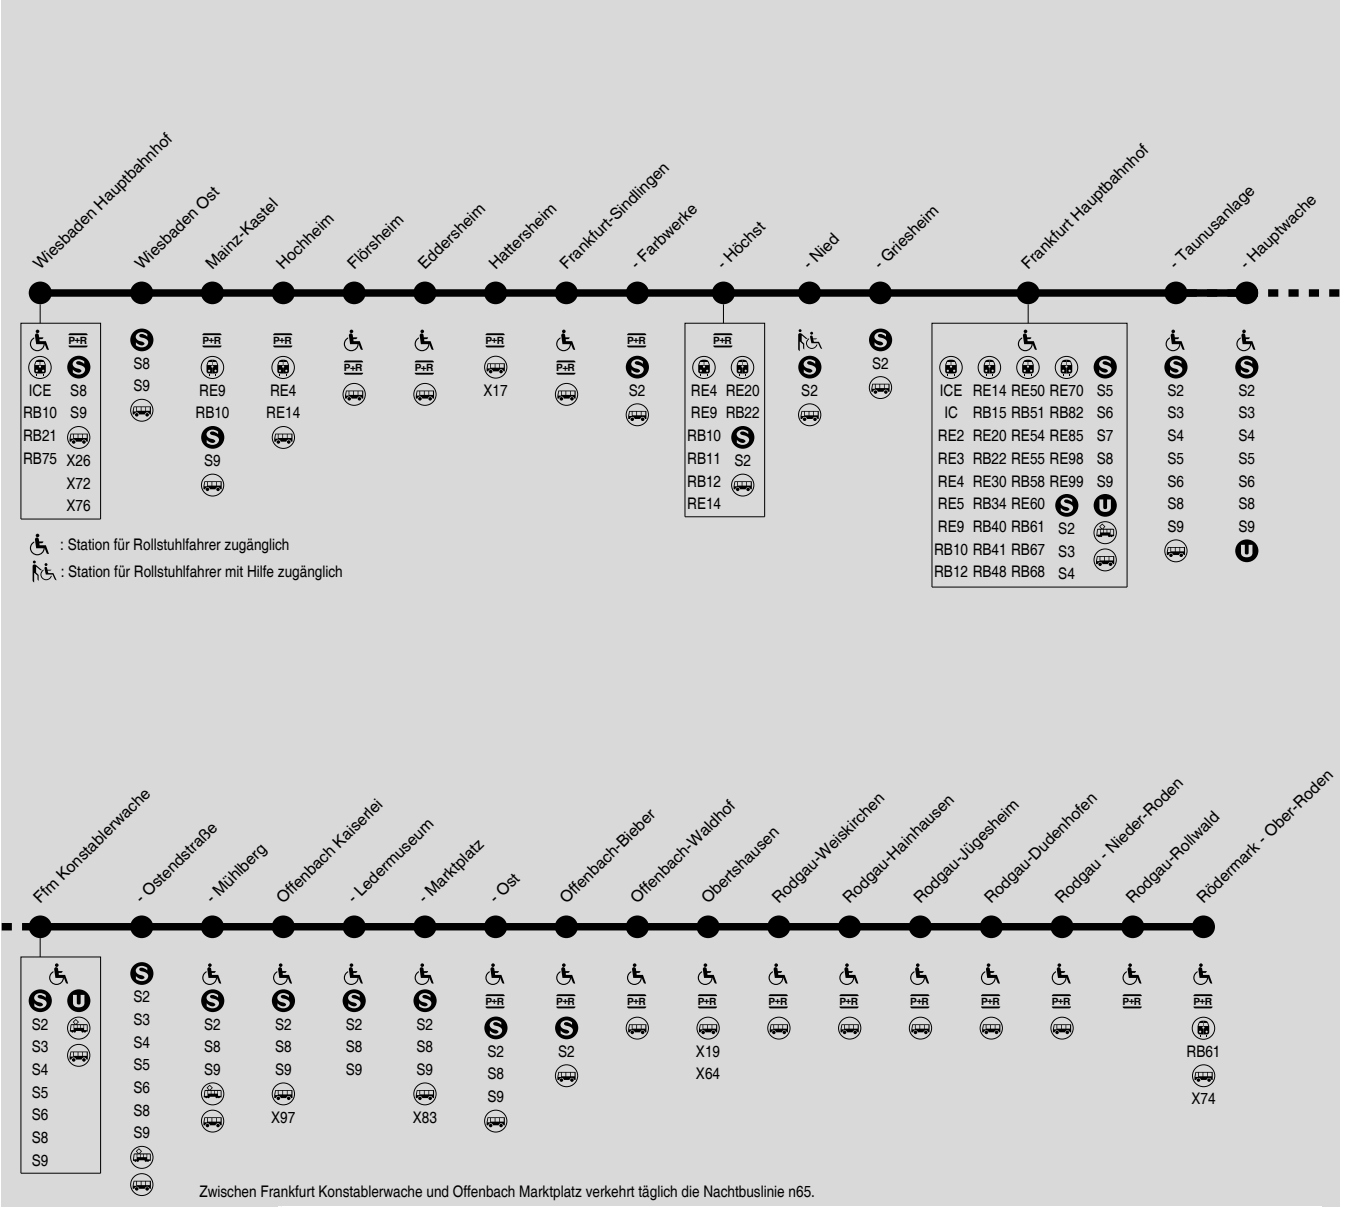 Wiesbaden Hauptbahnhof
Wiesbaden Ost
Mainz-Kastel
Hochheim
Flörsheim
Eddersheim
Hattersheim
Frankfurt-Sindlingen
- Farbwerke
- Höchst
- Nied
- Griesheim
Frankfurt Hauptbahnhof
- Taunusanlage
- Hauptwache
P+R
S
ICE S8
RB10 S9
RB21
RB75 X26
X72
X76
S
S8
S9
P+R
RE9
RB10
S
S9
P+R
RE4
RE14
P+R
P+R
P+R
X17
P+R
P+R
S
S2
P+R
RE4 RE20
RE9 RB22
RB10 S
RB11 S2
RB12
RE14
S
S2
S
S2
S
ICE RE14 RE50 RE70 S5
IC RB15 RB51 RB82 S6
RE2 RE20 RE54 RE85 S7
RE3 RB22 RE55 RE98 S8
RE4 RE30 RB58 RE99 S9
RE5 RB34 RE60 S U
RE9 RB40 RB61 S2
RB10 RB41 RB67 S3
RB12 RB48 RB68 S4
S
S2
S3
S4
S5
S6
S8
S9
S
S2
S3
S4
S5
S6
S8
S9
U
: Station für Rollstuhlfahrer zugänglich
: Station für Rollstuhlfahrer mit Hilfe zugänglich
Ffm Konstablerwache
- Ostendstraße
- Mühlberg
Offenbach Kaiserlei
- Ledermuseum
- Marktplatz
- Ost
Offenbach-Bieber
Offenbach-Waldhof
Obertshausen
Rodgau-Weiskirchen
Rodgau-Hainhausen
Rodgau-Jügesheim
Rodgau-Dudenhofen
Rodgau - Nieder-Roden
Rodgau-Rollwald
Rödermark - Ober-Roden
S U
S2
S3
S4
S5
S6
S8
S9
S
S2
S3
S4
S5
S6
S8
S9
S
S2
S8
S9
S
S2
S8
S9
X97
S
S2
S8
S9
S
S2
S8
S9
X83
P+R
S
S2
S8
S9
P+R
S
S2
P+R
P+R
X19
X64
P+R
P+R
P+R
P+R
P+R
P+R
P+R
RB61
X74
Zwischen Frankfurt Konstablerwache und Offenbach Marktplatz verkehrt täglich die Nachtbuslinie n65.